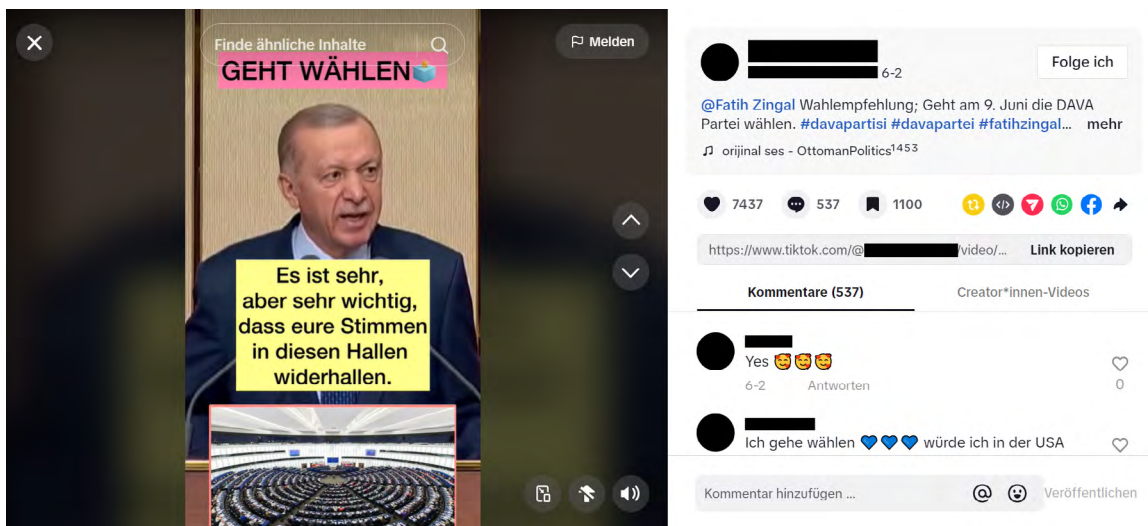 Finde ähnliche Inhalte
Melden
GEHT WÄHLEN🗳️
Es ist sehr,
aber sehr wichtig,
dass eure Stimmen
in diesen Hallen
widerhallen.
6-2
Folge ich
@Fatih Zingal Wahlempfehlung; Geht am 9. Juni die DAVA
Partei wählen. #davapartisi #davapartei #fatihzingal... mehr
orijinal ses - OttomanPolitics¹⁴⁵³
7437
537
1100
https://www.tiktok.com/@ /video/...
Link kopieren
Kommentare (537)
Creator*innen-Videos
Yes 🥰🥰🥰
6-2 Antworten
0
Ich gehe wählen 💙💙💙 würde ich in der USA
Kommentar hinzufügen ...
Veröffentlichen